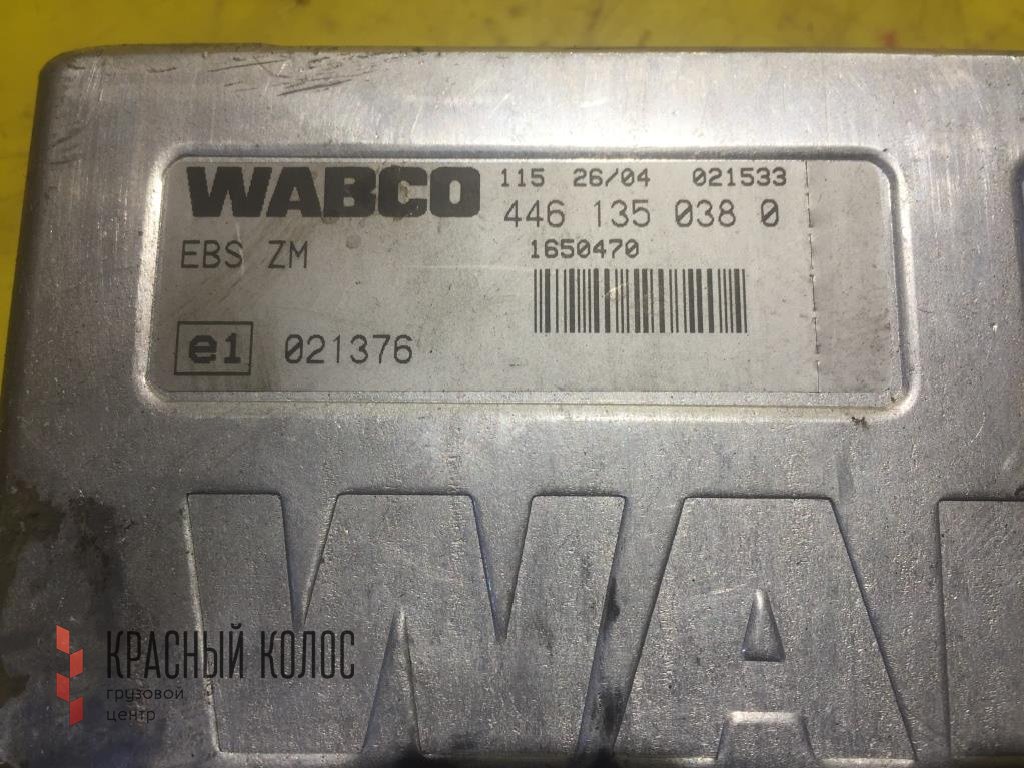 WABCO 115 26/04 021533
446 135 038 0
EBS ZM 1650470
e1 021376
WA
КРАСНЫЙ КОЛОС
грузовой
центр